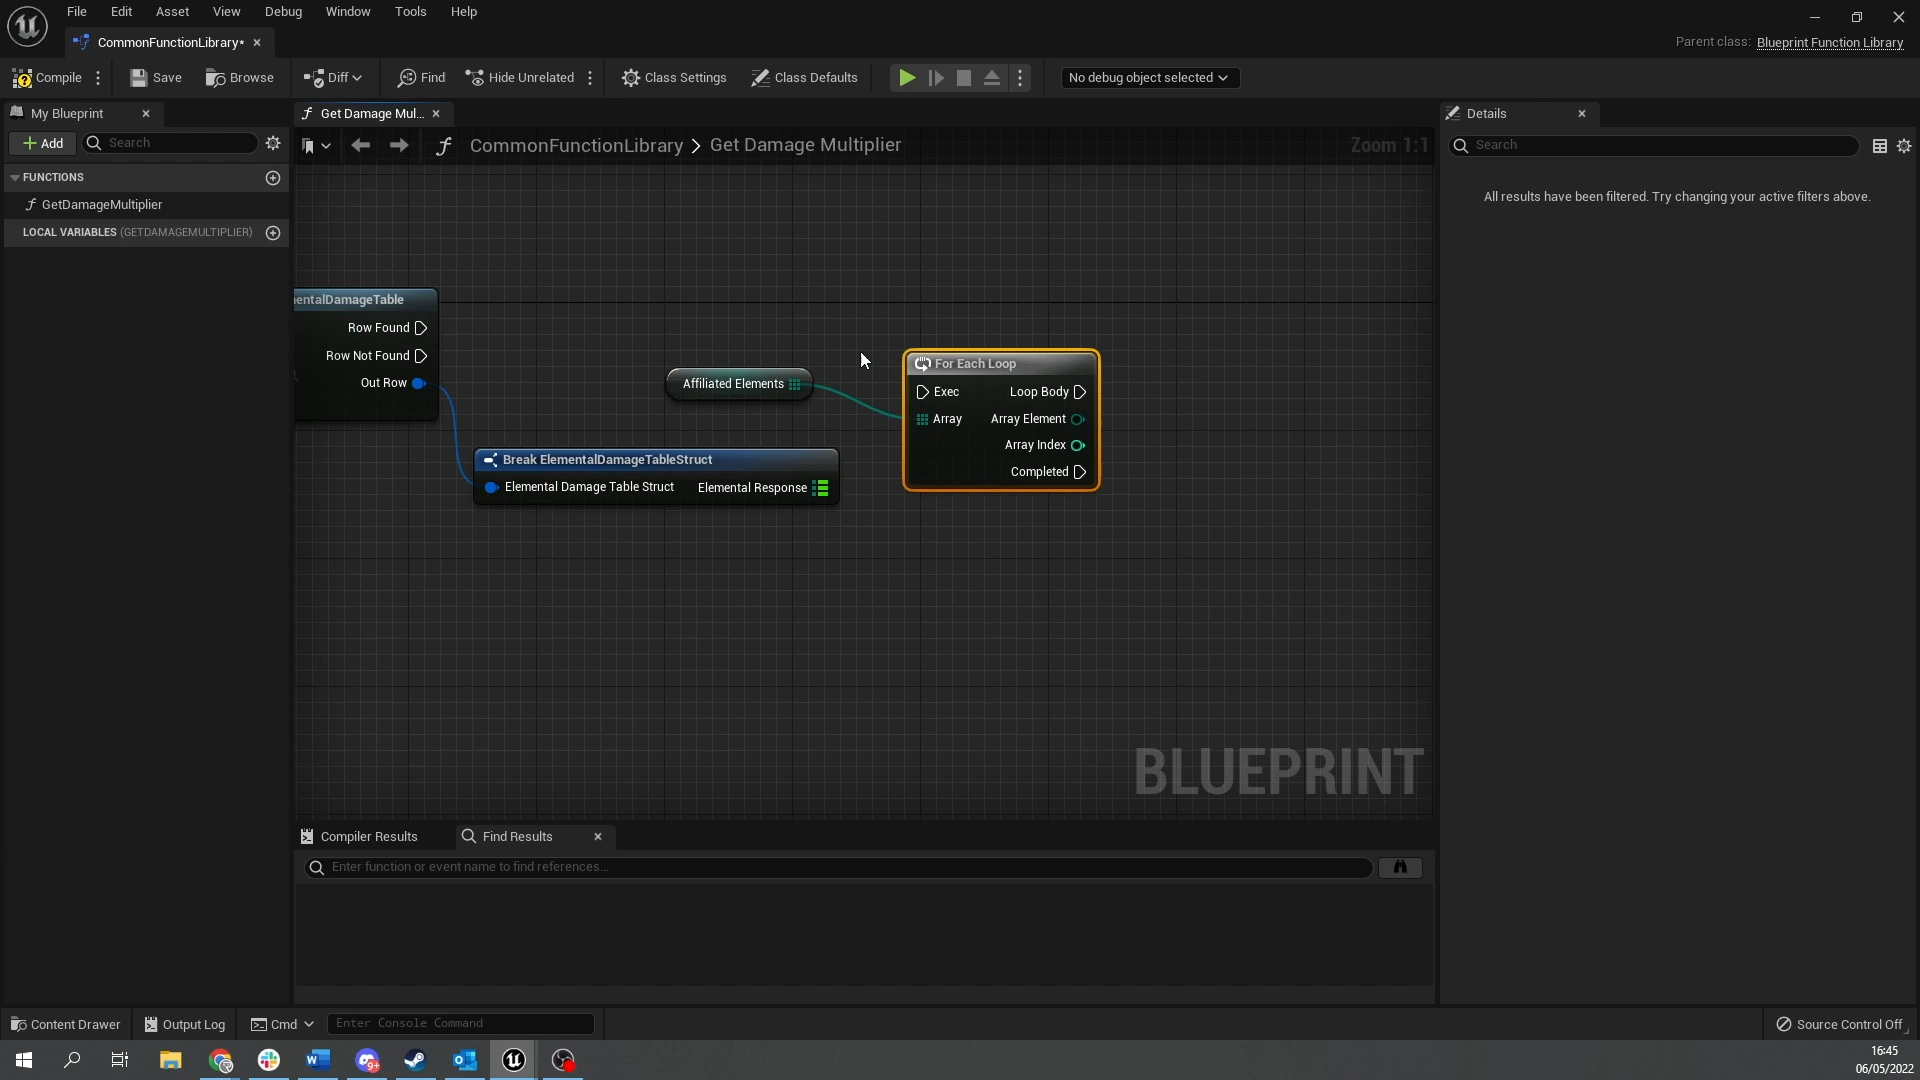 File Edit Asset View Debug Window Tools Help
CommonFunctionLibrary*
Parent class: Blueprint Function Library
Compile Save Browse Diff Find Hide Unrelated Class Settings Class Defaults No debug object selected
My Blueprint
Get Damage Mul...
Details
Add Search
CommonFunctionLibrary > Get Damage Multiplier
Zoom 1:1
Search
FUNCTIONS
GetDamageMultiplier
LOCAL VARIABLES (GETDAMAGEMULTIPLIER)
All results have been filtered. Try changing your active filters above.
entalDamageTable
Row Found
Row Not Found
Out Row
Affiliated Elements
For Each Loop
Exec Loop Body
Array Array Element
Array Index
Completed
Break ElementalDamageTableStruct
Elemental Damage Table Struct Elemental Response
BLUEPRINT
Compiler Results Find Results
Enter function or event name to find references...
Content Drawer Output Log Cmd Enter Console Command Source Control Off
9+
16:45
06/05/2022